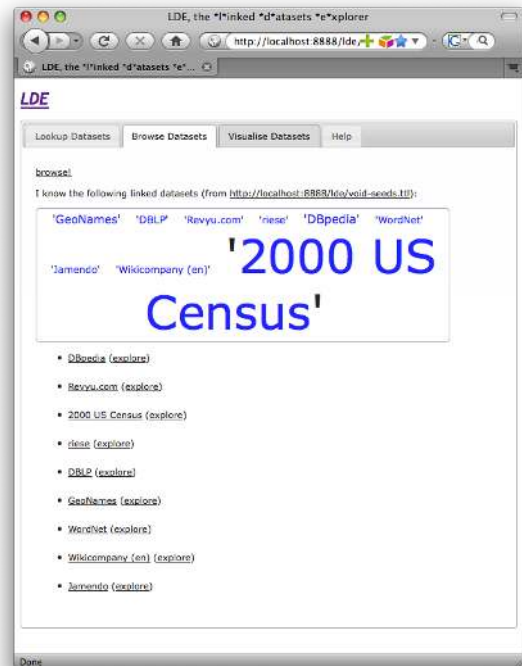 LDE, the *l*inked *d*atasets *e*xplorer
http://localhost:8888/lde/
LDE, the *l*inked *d*atasets *e*...
LDE
Lookup Datasets Browse Datasets Visualise Datasets Help
browse!
I know the following linked datasets (from http://localhost:8888/lde/void-seeds.ttl):
'GeoNames' 'DBLP' 'Revyu.com' 'riese' 'DBpedia' 'WordNet'
'Jamendo' 'Wikicompany (en)' '2000 US
Census'
• DBpedia (explore)
• Revyu.com (explore)
• 2000 US Census (explore)
• riese (explore)
• DBLP (explore)
• GeoNames (explore)
• WordNet (explore)
• Wikicompany (en) (explore)
• Jamendo (explore)
Done